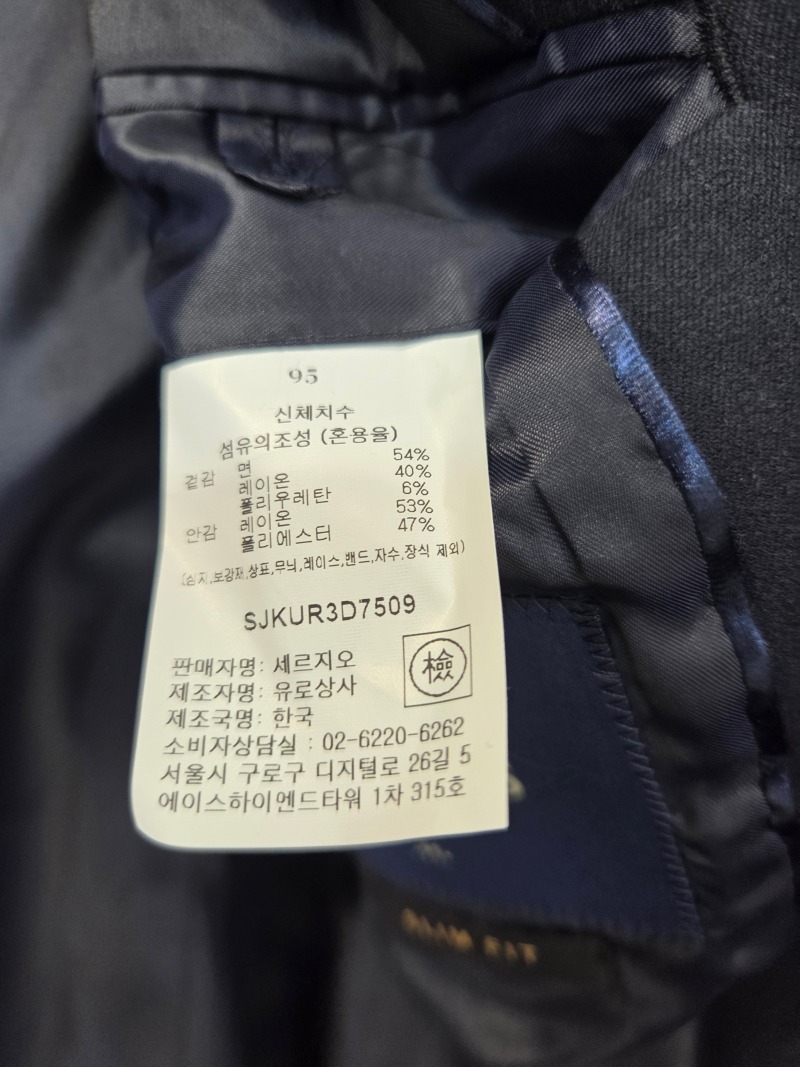 95
신체치수
섬유의조성 (혼용율)
겉감 면 54%
레이온 40%
폴리우레탄 6%
안감 레이온 53%
폴리에스터 47%
(심지,보강재,상표,무늬,레이스,밴드,자수,장식 제외)
SJKUR3D7509
판매자명: 세르지오
제조자명: 유로상사
檢
제조국명: 한국
소비자상담실 : 02-6220-6262
서울시 구로구 디지털로 26길 5
에이스하이엔드타워 1차 315호
SLIM FIT